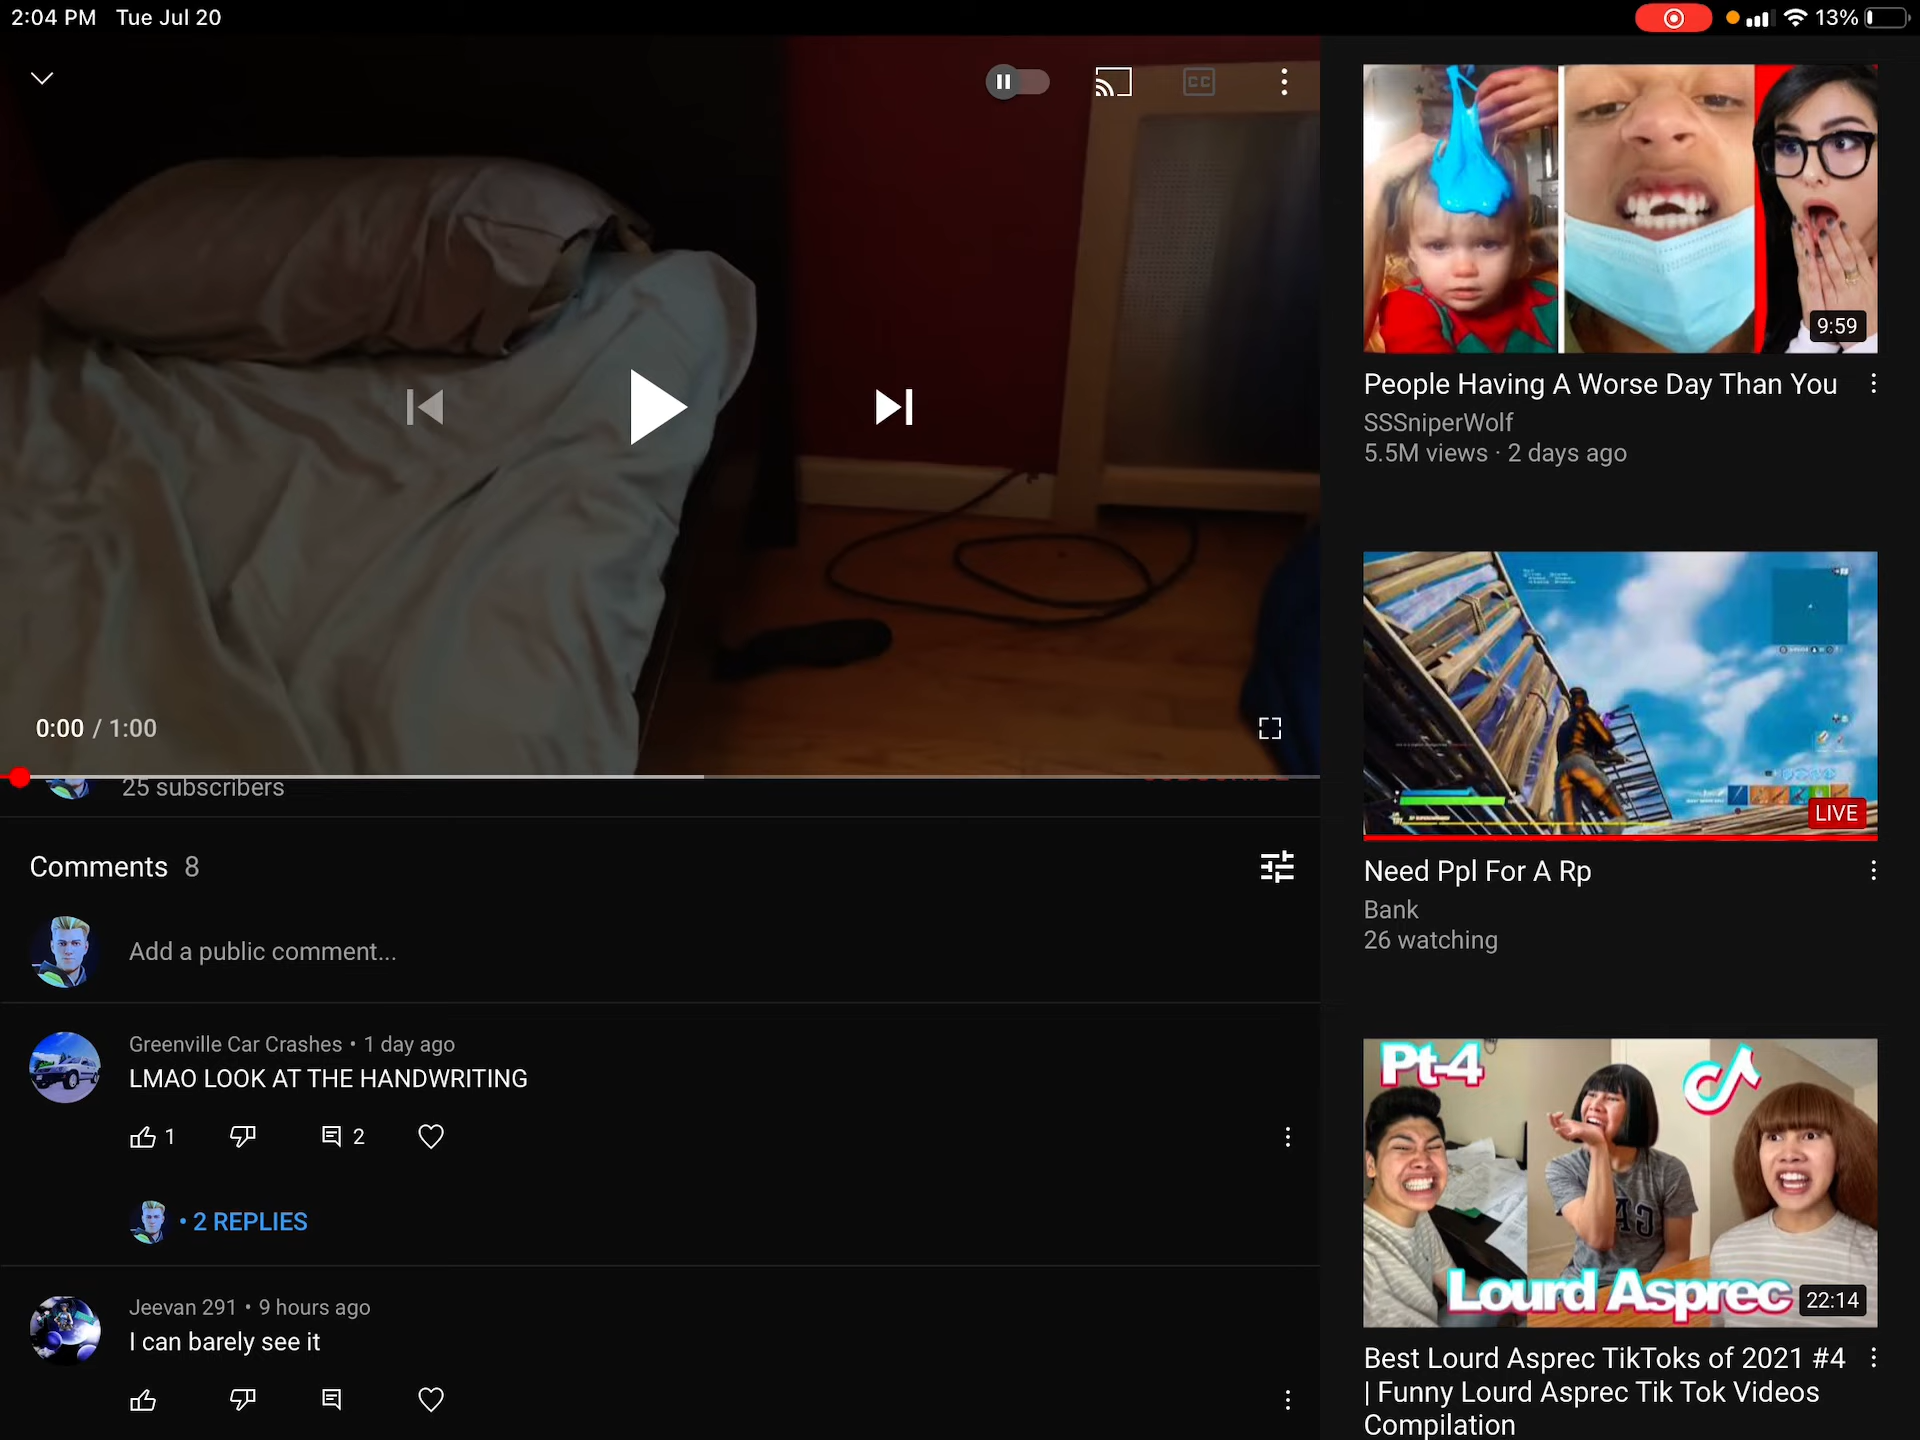 2:04 PM Tue Jul 20
13%
CC
0:00 / 1:00
25 subscribers
Comments 8
Add a public comment...
Greenville Car Crashes • 1 day ago
LMAO LOOK AT THE HANDWRITING
1
2
• 2 REPLIES
Jeevan 291 • 9 hours ago
I can barely see it
9:59
People Having A Worse Day Than You
SSSniperWolf
5.5M views · 2 days ago
LIVE
Need Ppl For A Rp
Bank
26 watching
Pt-4
Lourd Asprec
22:14
Best Lourd Asprec TikToks of 2021 #4
| Funny Lourd Asprec Tik Tok Videos
Compilation